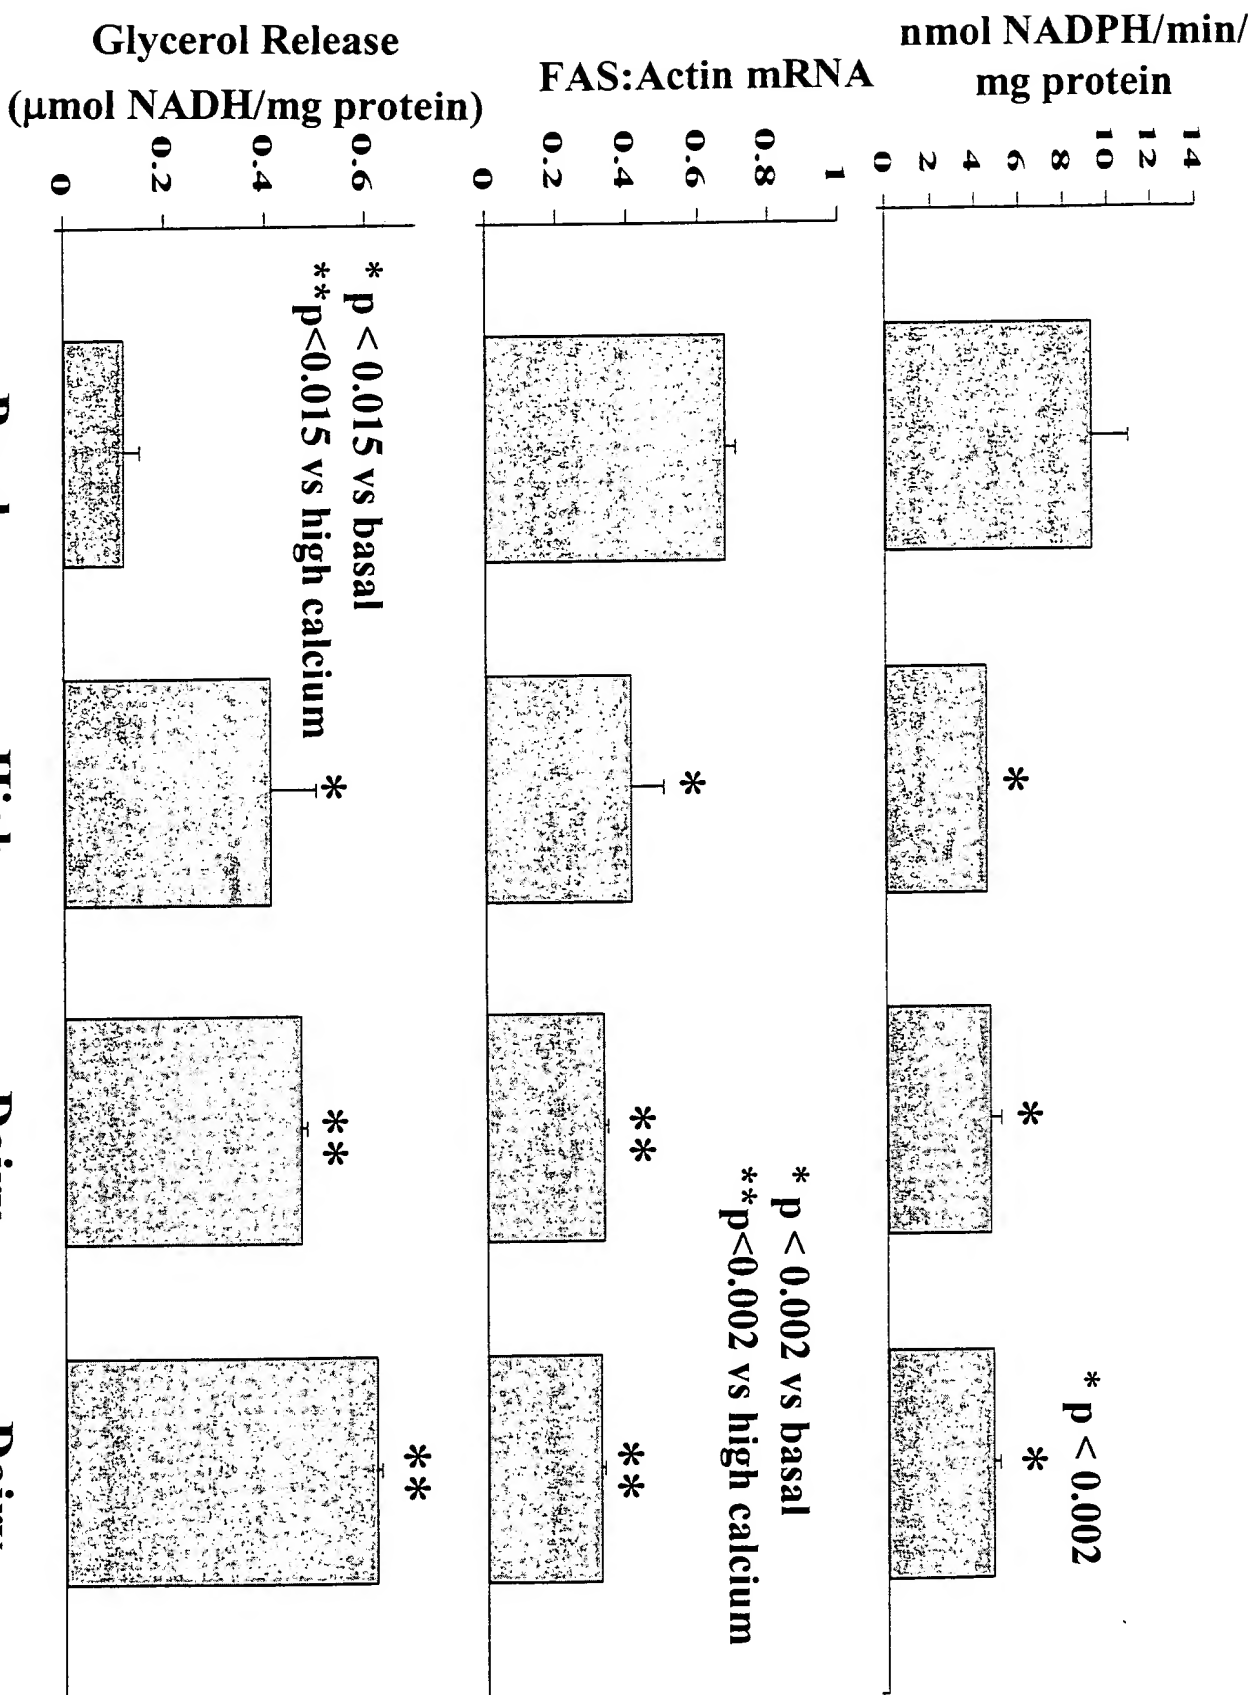 nmol NADPH/min/
mg protein
14
12
10
8
6
4
2
0
*
*
*
* p < 0.002
FAS:Actin mRNA
1
0.8
0.6
0.4
0.2
0
*
**
**
* p < 0.002 vs basal
**p<0.002 vs high calcium
Glycerol Release
(μmol NADH/mg protein)
0.6
0.4
0.2
0
* p < 0.015 vs basal
**p<0.015 vs high calcium
*
**
**